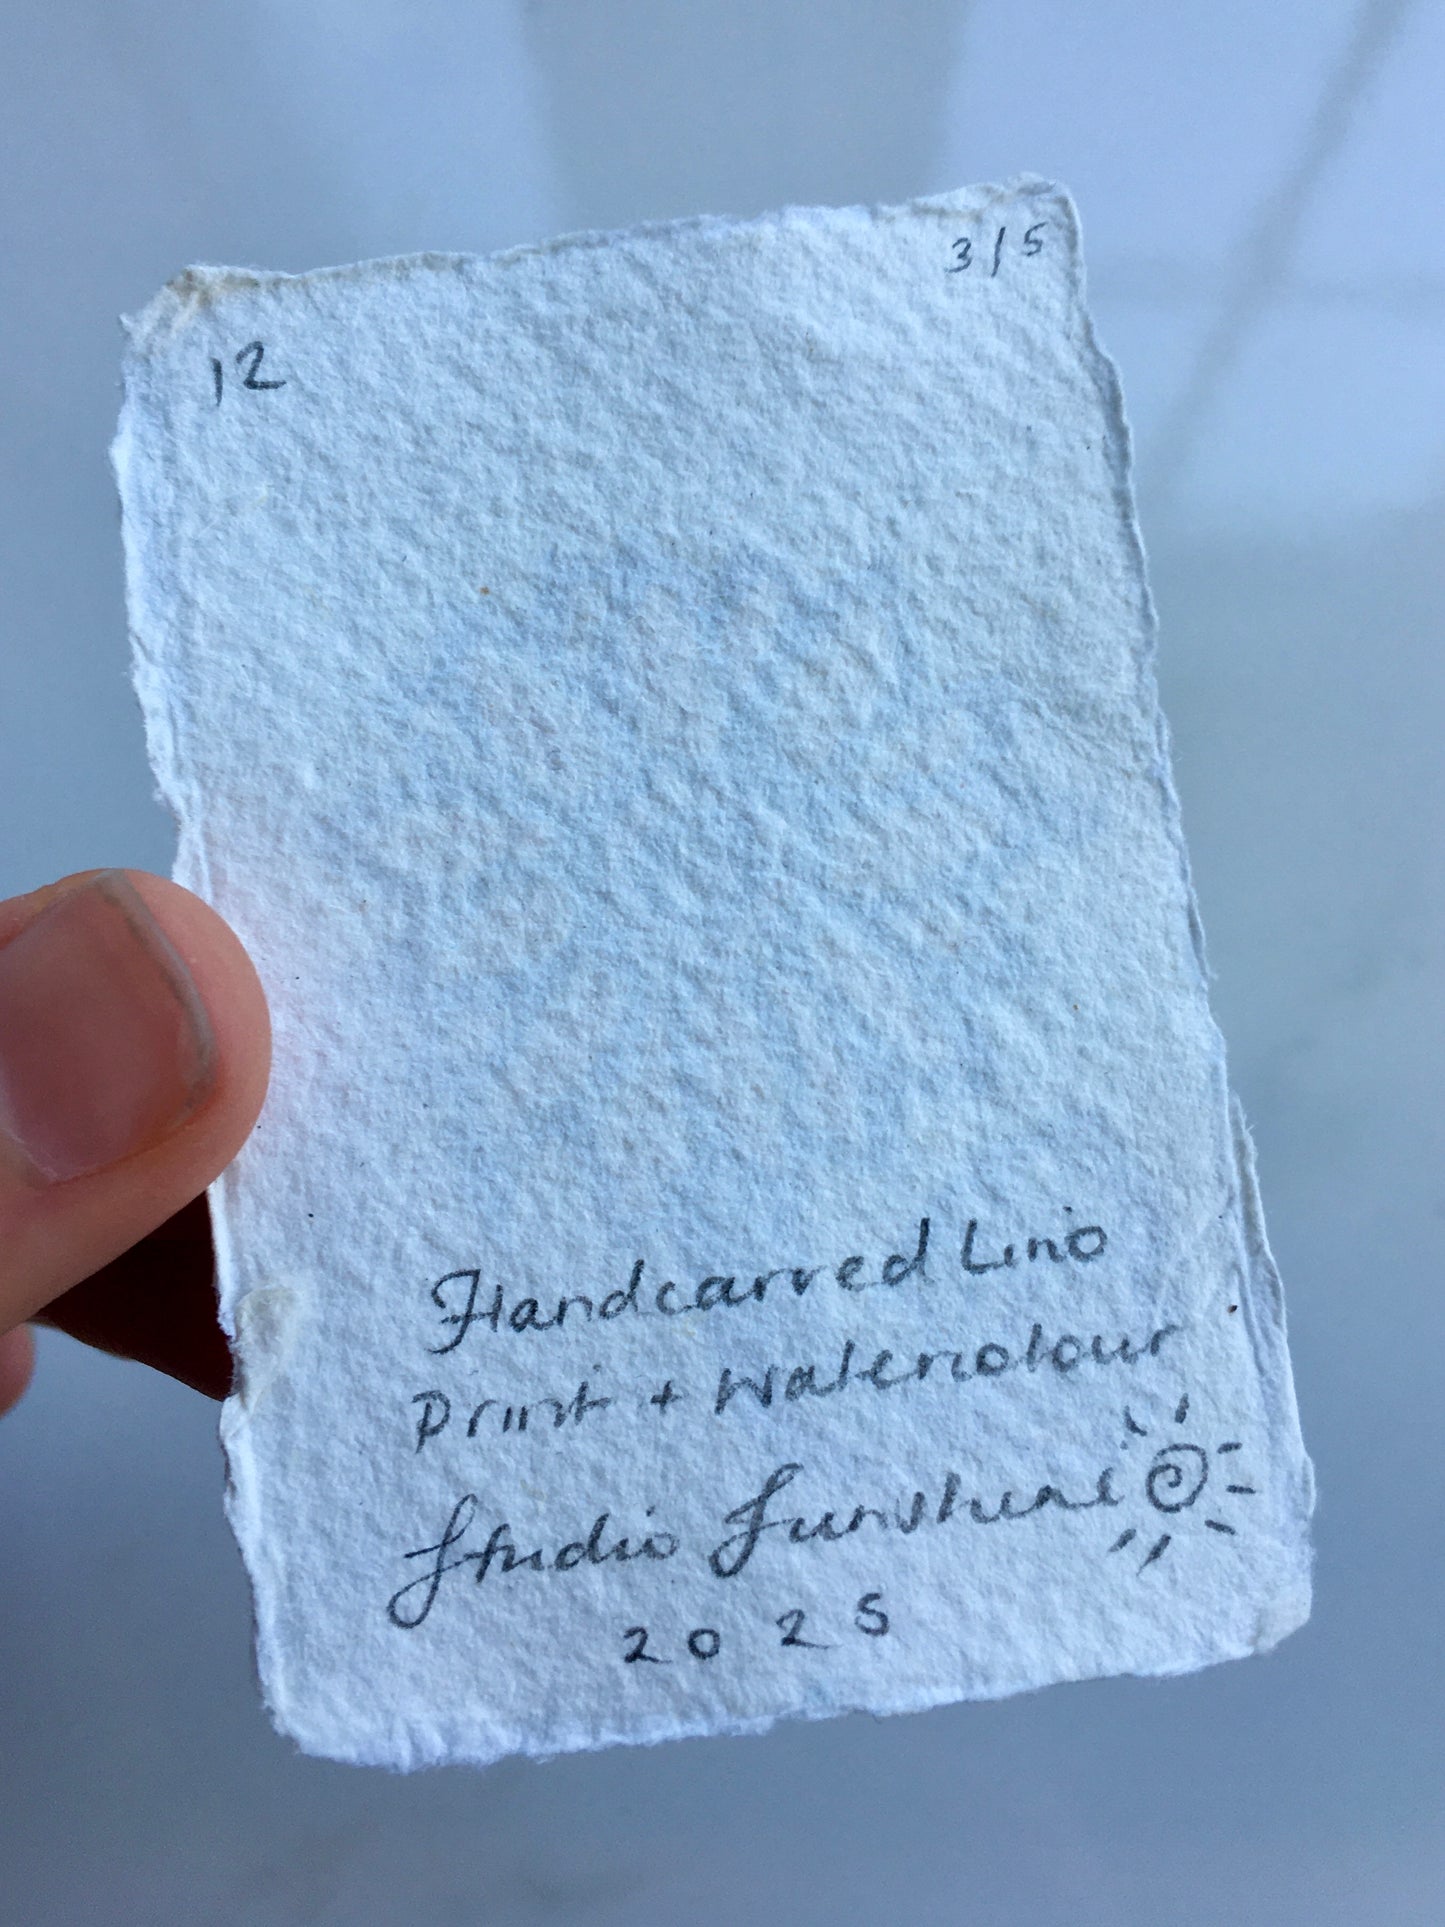 12
3/5
Handcarved Lino
Print + Watercolour
Studio Sunshine
2025